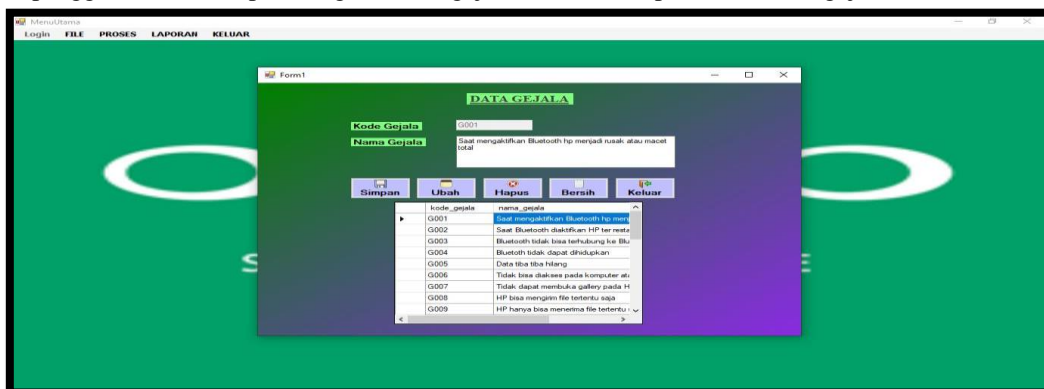 MenuUtama
Login FILE PROSES LAPORAN KELUAR
Form1
DATA GEJALA
Kode Gejala G001
Nama Gejala Saat mengaktifkan Bluetooth hp menjadi rusak atau macet
total
Simpan Ubah Hapus Bersih Keluar
kode_gejala nama_gejala
G001 Saat mengaktifkan Bluetooth hp menj
G002 Saat Bluetooth diaktifkan HP ter resta
G003 Bluetooth tidak bisa terhubung ke Blu
G004 Bluetoth tidak dapat dihidupkan
G005 Data tiba tiba hilang
G006 Tidak bisa diakses pada komputer atu
G007 Tidak dapat membuka gallery pada H
G008 HP bisa mengirim file tertentu saja
G009 HP hanya bisa menerima file tertentu